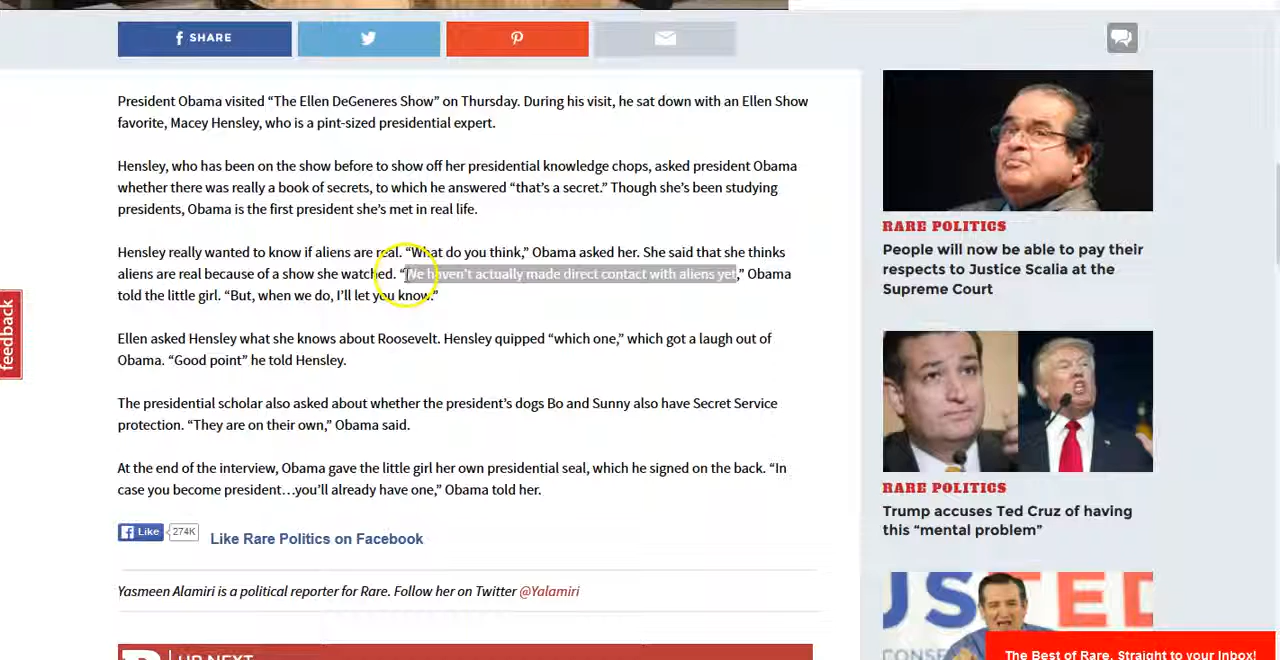 SHARE
President Obama visited “The Ellen DeGeneres Show” on Thursday. During his visit, he sat down with an Ellen Show
favorite, Macey Hensley, who is a pint-sized presidential expert.
Hensley, who has been on the show before to show off her presidential knowledge chops, asked president Obama
whether there was really a book of secrets, to which he answered “that’s a secret.” Though she’s been studying
presidents, Obama is the first president she’s met in real life.
Hensley really wanted to know if aliens are real. “What do you think,” Obama asked her. She said that she thinks
aliens are real because of a show she watched. “We haven’t actually made direct contact with aliens yet,” Obama
told the little girl. “But, when we do, I’ll let you know.”
Ellen asked Hensley what she knows about Roosevelt. Hensley quipped “which one,” which got a laugh out of
Obama. “Good point” he told Hensley.
The presidential scholar also asked about whether the president’s dogs Bo and Sunny also have Secret Service
protection. “They are on their own,” Obama said.
At the end of the interview, Obama gave the little girl her own presidential seal, which he signed on the back. “In
case you become president…you’ll already have one,” Obama told her.
Like 274K Like Rare Politics on Facebook
Yasmeen Alamiri is a political reporter for Rare. Follow her on Twitter @Yalamiri
UP NEXT
feedback
RARE POLITICS
People will now be able to pay their
respects to Justice Scalia at the
Supreme Court
RARE POLITICS
Trump accuses Ted Cruz of having
this “mental problem”
The Best of Rare, Straight to your Inbox!